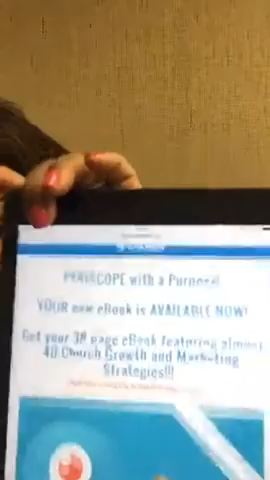 PERISCOPE with a Purpose!
YOUR new eBook is AVAILABLE NOW!
Get your 38 page eBook featuring almost
40 Church Growth and Marketing
Strategies!!!